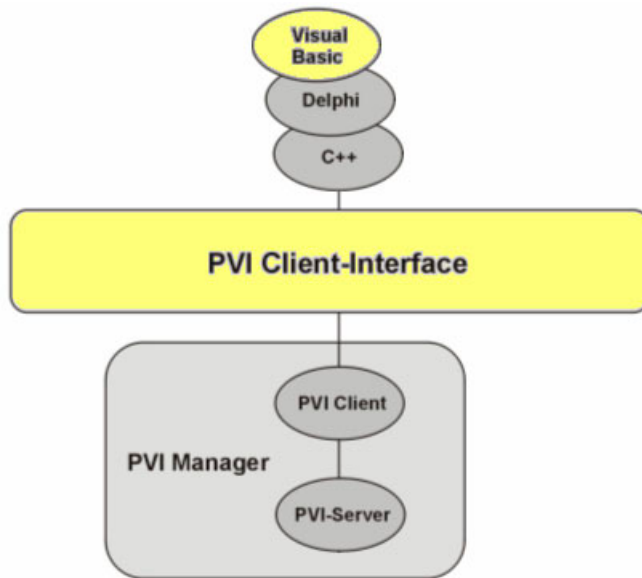 Visual
Basic
Delphi
C++
PVI Client-Interface
PVI Client
PVI Manager
PVI-Server